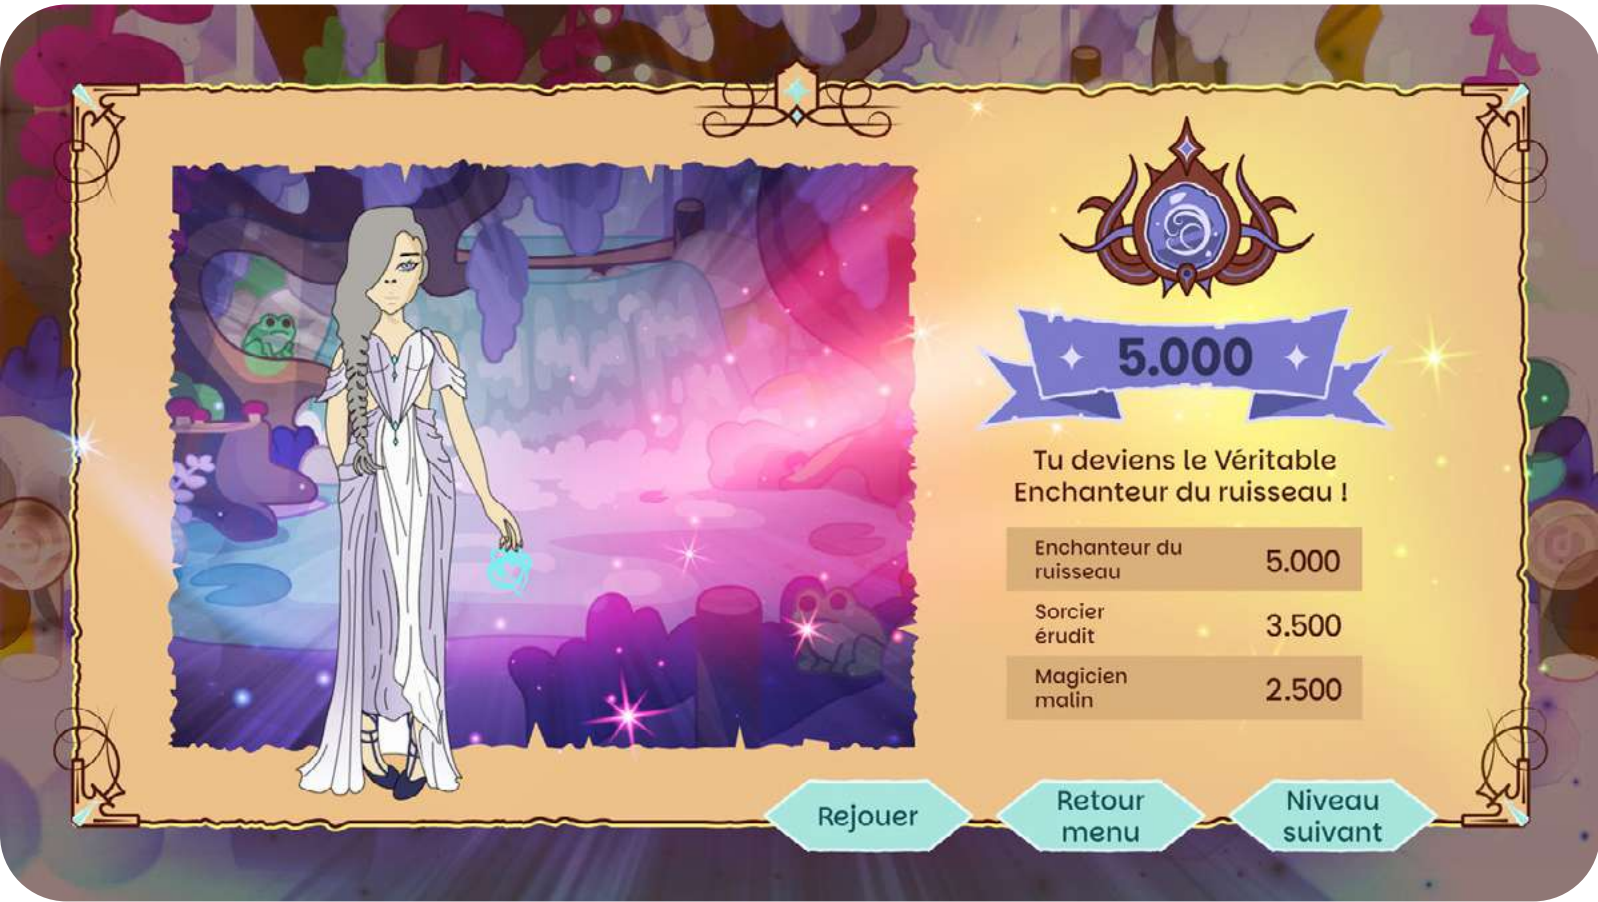 5.000
Tu deviens le Véritable
Enchanteur du ruisseau !
Enchanteur du
ruisseau
5.000
Sorcier
érudit
3.500
Magicien
malin
2.500
Rejouer
Retour
menu
Niveau
suivant